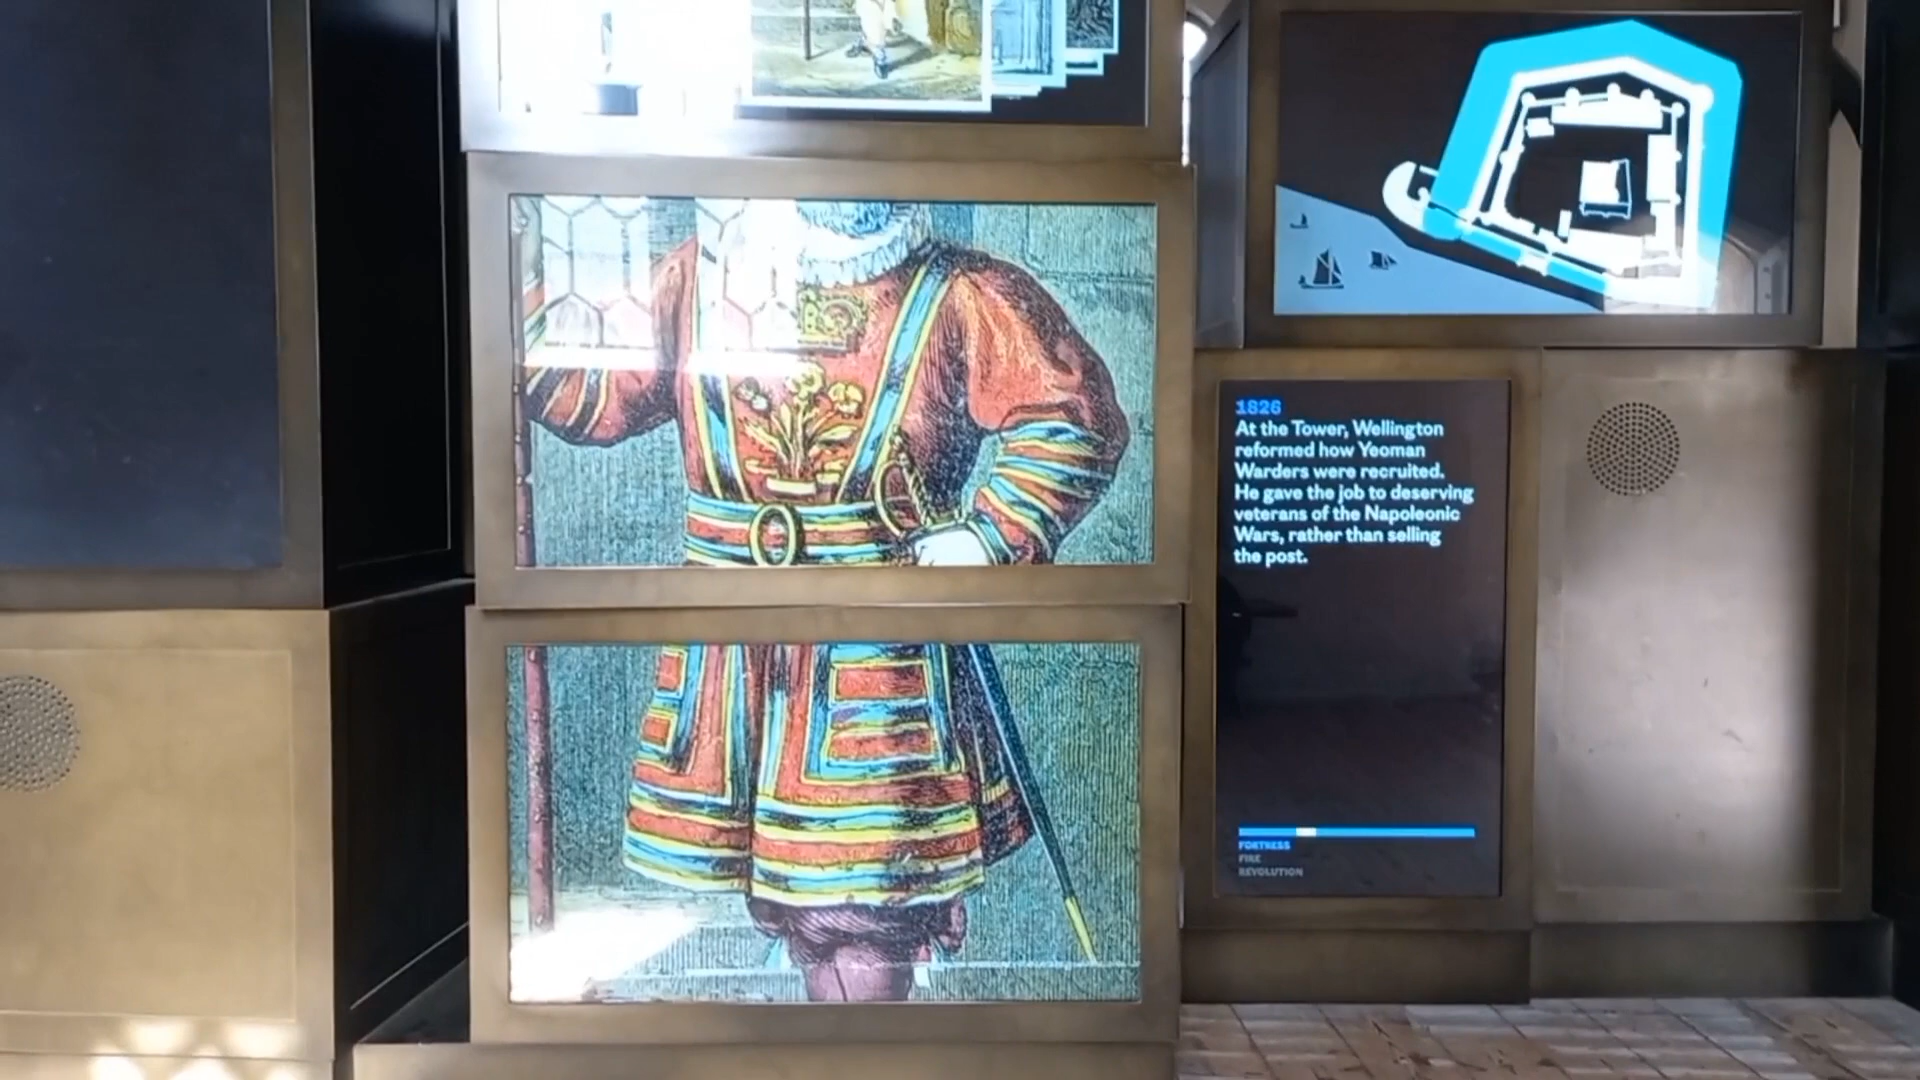 1826
At the Tower, Wellington
reformed how Yeoman
Warders were recruited.
He gave the job to deserving
veterans of the Napoleonic
Wars, rather than selling
the post.
FORTRESS
FIRE
REVOLUTION